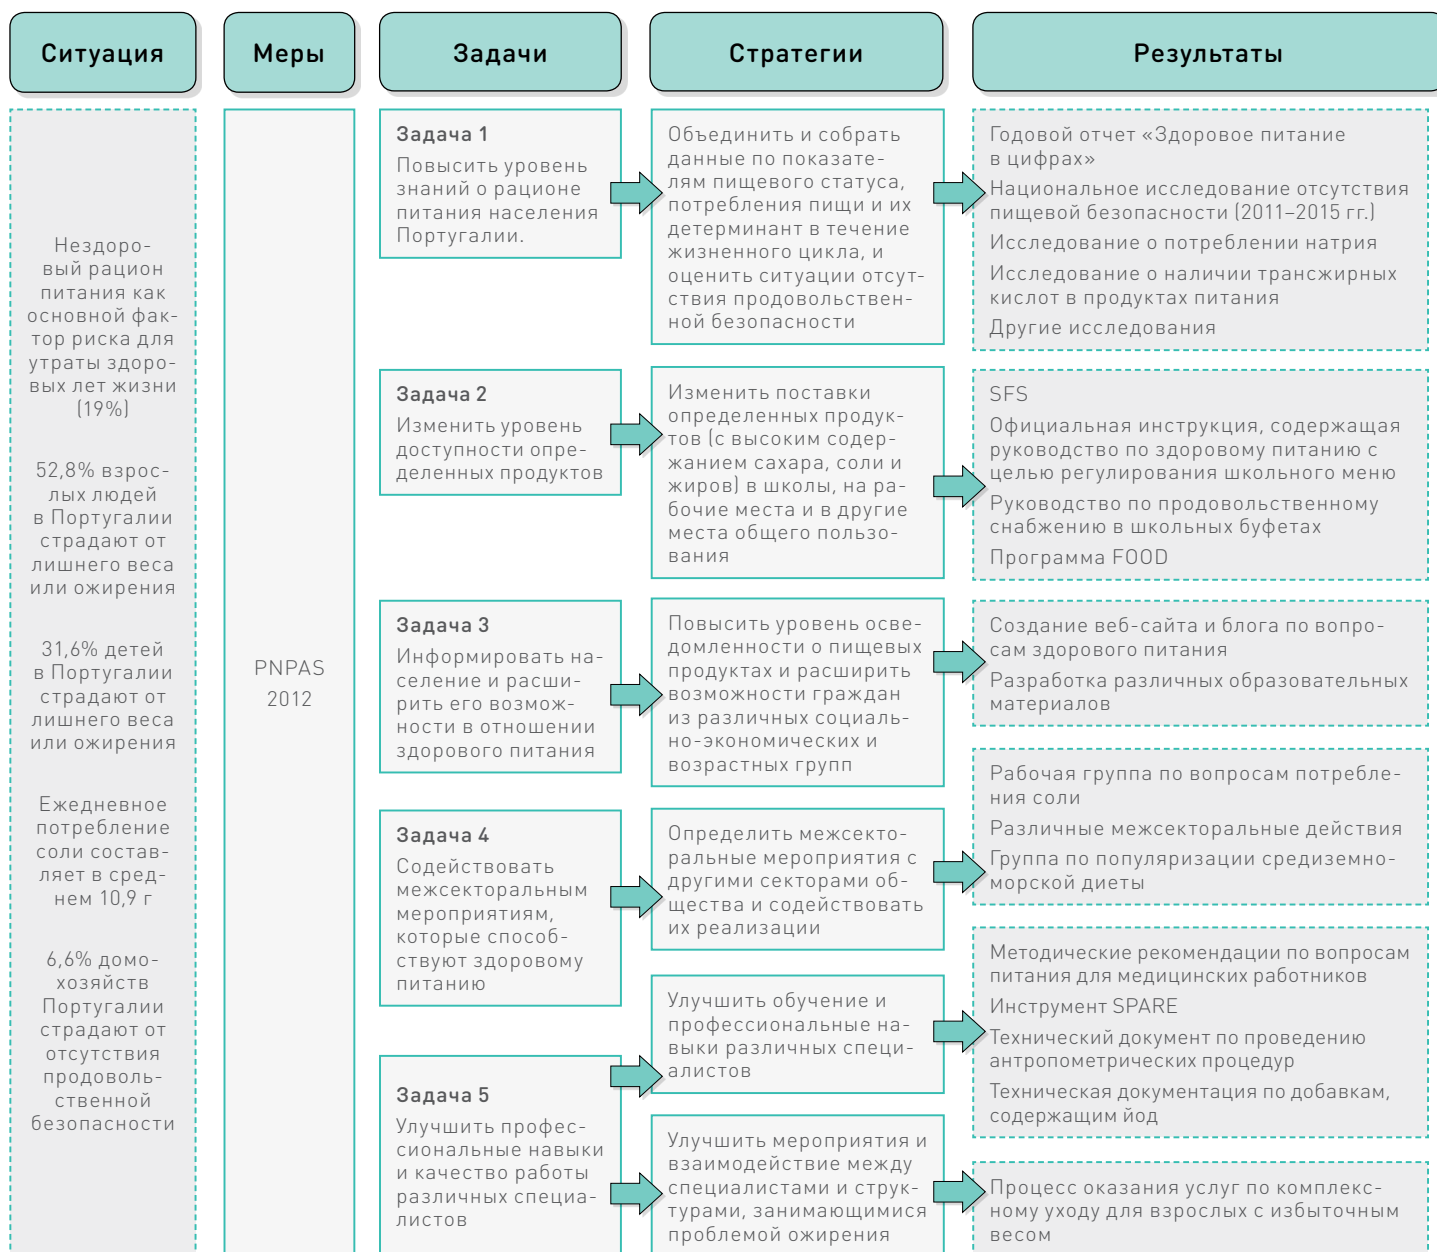 Ситуация
Меры
Задачи
Стратегии
Результаты
Нездоро-
вый рацион
питания как
основной фак-
тор риска для
утраты здоро-
вых лет жизни
(19%)
52,8% взрос-
лых людей
в Португалии
страдают от
лишнего веса
или ожирения
31,6% детей
в Португалии
страдают от
лишнего веса
или ожирения
Ежедневное
потребление
соли состав-
ляет в сред-
нем 10,9 г
6,6% домо-
хозяйств
Португалии
страдают от
отсутствия
продоволь-
ственной
безопасности
PNPAS
2012
Задача 1
Повысить уровень
знаний о рационе
питания населения
Португалии.
Объединить и собрать
данные по показате-
лям пищевого статуса,
потребления пищи и их
детерминант в течение
жизненного цикла, и
оценить ситуации отсут-
ствия продовольствен-
ной безопасности
Годовой отчет «Здоровое питание
в цифрах»
Национальное исследование отсутствия
пищевой безопасности (2011–2015 гг.)
Исследование о потреблении натрия
Исследование о наличии трансжирных
кислот в продуктах питания
Другие исследования
Задача 2
Изменить уровень
доступности опре-
деленных продуктов
Изменить поставки
определенных продук-
тов (с высоким содер-
жанием сахара, соли и
жиров) в школы, на ра-
бочие места и в другие
места общего пользо-
вания
SFS
Официальная инструкция, содержащая
руководство по здоровому питанию с
целью регулирования школьного меню
Руководство по продовольственному
снабжению в школьных буфетах
Программа FOOD
Задача 3
Информировать на-
селение и расши-
рить его возмож-
ности в отношении
здорового питания
Повысить уровень осве-
домленности о пищевых
продуктах и расширить
возможности граждан
из различных социаль-
но-экономических и
возрастных групп
Создание веб-сайта и блога по вопро-
сам здорового питания
Разработка различных образовательных
материалов
Задача 4
Содействовать
межсекторальным
мероприятиям,
которые способ-
ствуют здоровому
питанию
Определить межсекто-
ральные мероприятия с
другими секторами об-
щества и содействовать
их реализации
Рабочая группа по вопросам потребле-
ния соли
Различные межсекторальные действия
Группа по популяризации средиземно-
морской диеты
Задача 5
Улучшить профес-
сиональные навыки
и качество работы
различных специа-
листов
Улучшить обучение и
профессиональные на-
выки различных специ-
алистов
Методические рекомендации по вопросам
питания для медицинских работников
Инструмент SPARE
Технический документ по проведению
антропометрических процедур
Техническая документация по добавкам,
содержащим йод
Улучшить мероприятия и
взаимодействие между
специалистами и струк-
турами, занимающимися
проблемой ожирения
Процесс оказания услуг по комплекс-
ному уходу для взрослых с избыточным
весом